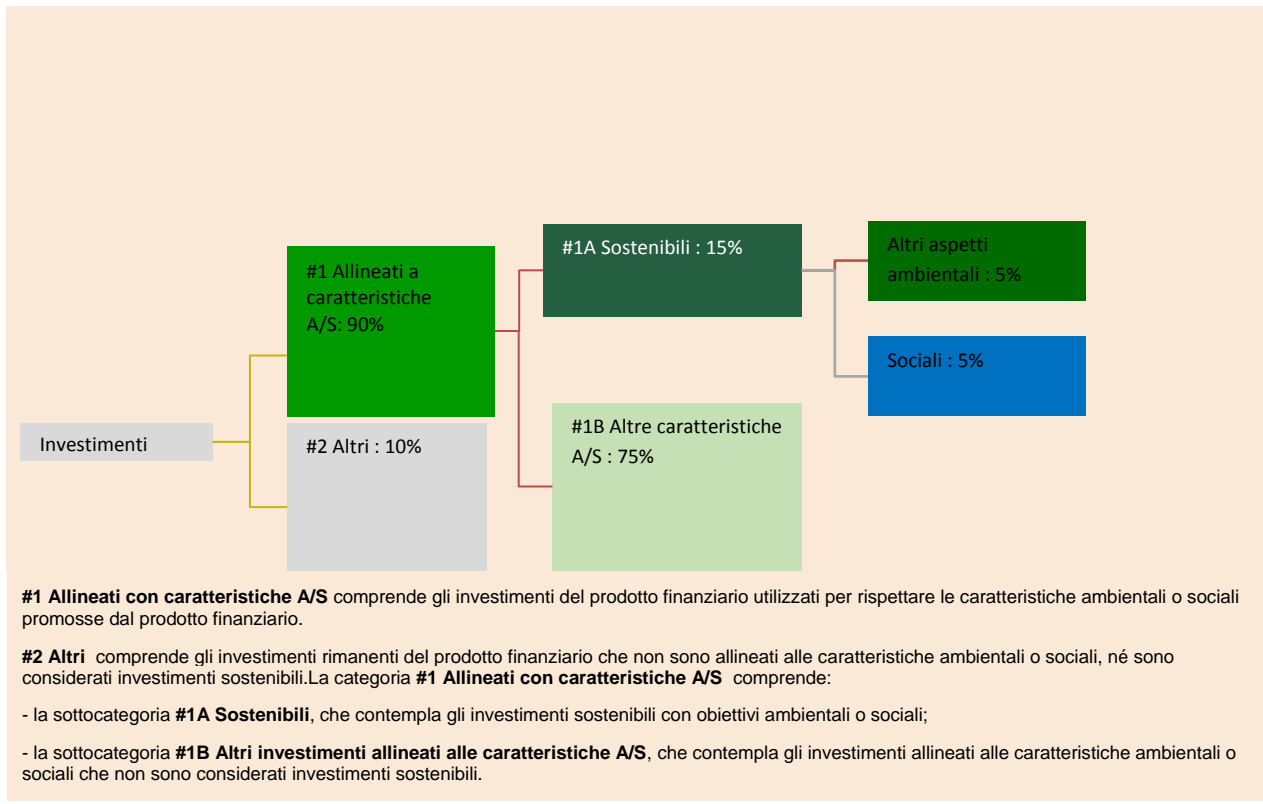 Investimenti
#1 Allineati a
caratteristiche
A/S: 90%
#2 Altri : 10%
#1A Sostenibili : 15%
#1B Altre caratteristiche
A/S : 75%
Altri aspetti
ambientali : 5%
Sociali : 5%
#1 Allineati con caratteristiche A/S comprende gli investimenti del prodotto finanziario utilizzati per rispettare le caratteristiche ambientali o sociali
promosse dal prodotto finanziario.
#2 Altri comprende gli investimenti rimanenti del prodotto finanziario che non sono allineati alle caratteristiche ambientali o sociali, né sono
considerati investimenti sostenibili.La categoria #1 Allineati con caratteristiche A/S comprende:
- la sottocategoria #1A Sostenibili, che contempla gli investimenti sostenibili con obiettivi ambientali o sociali;
- la sottocategoria #1B Altri investimenti allineati alle caratteristiche A/S, che contempla gli investimenti allineati alle caratteristiche ambientali o
sociali che non sono considerati investimenti sostenibili.